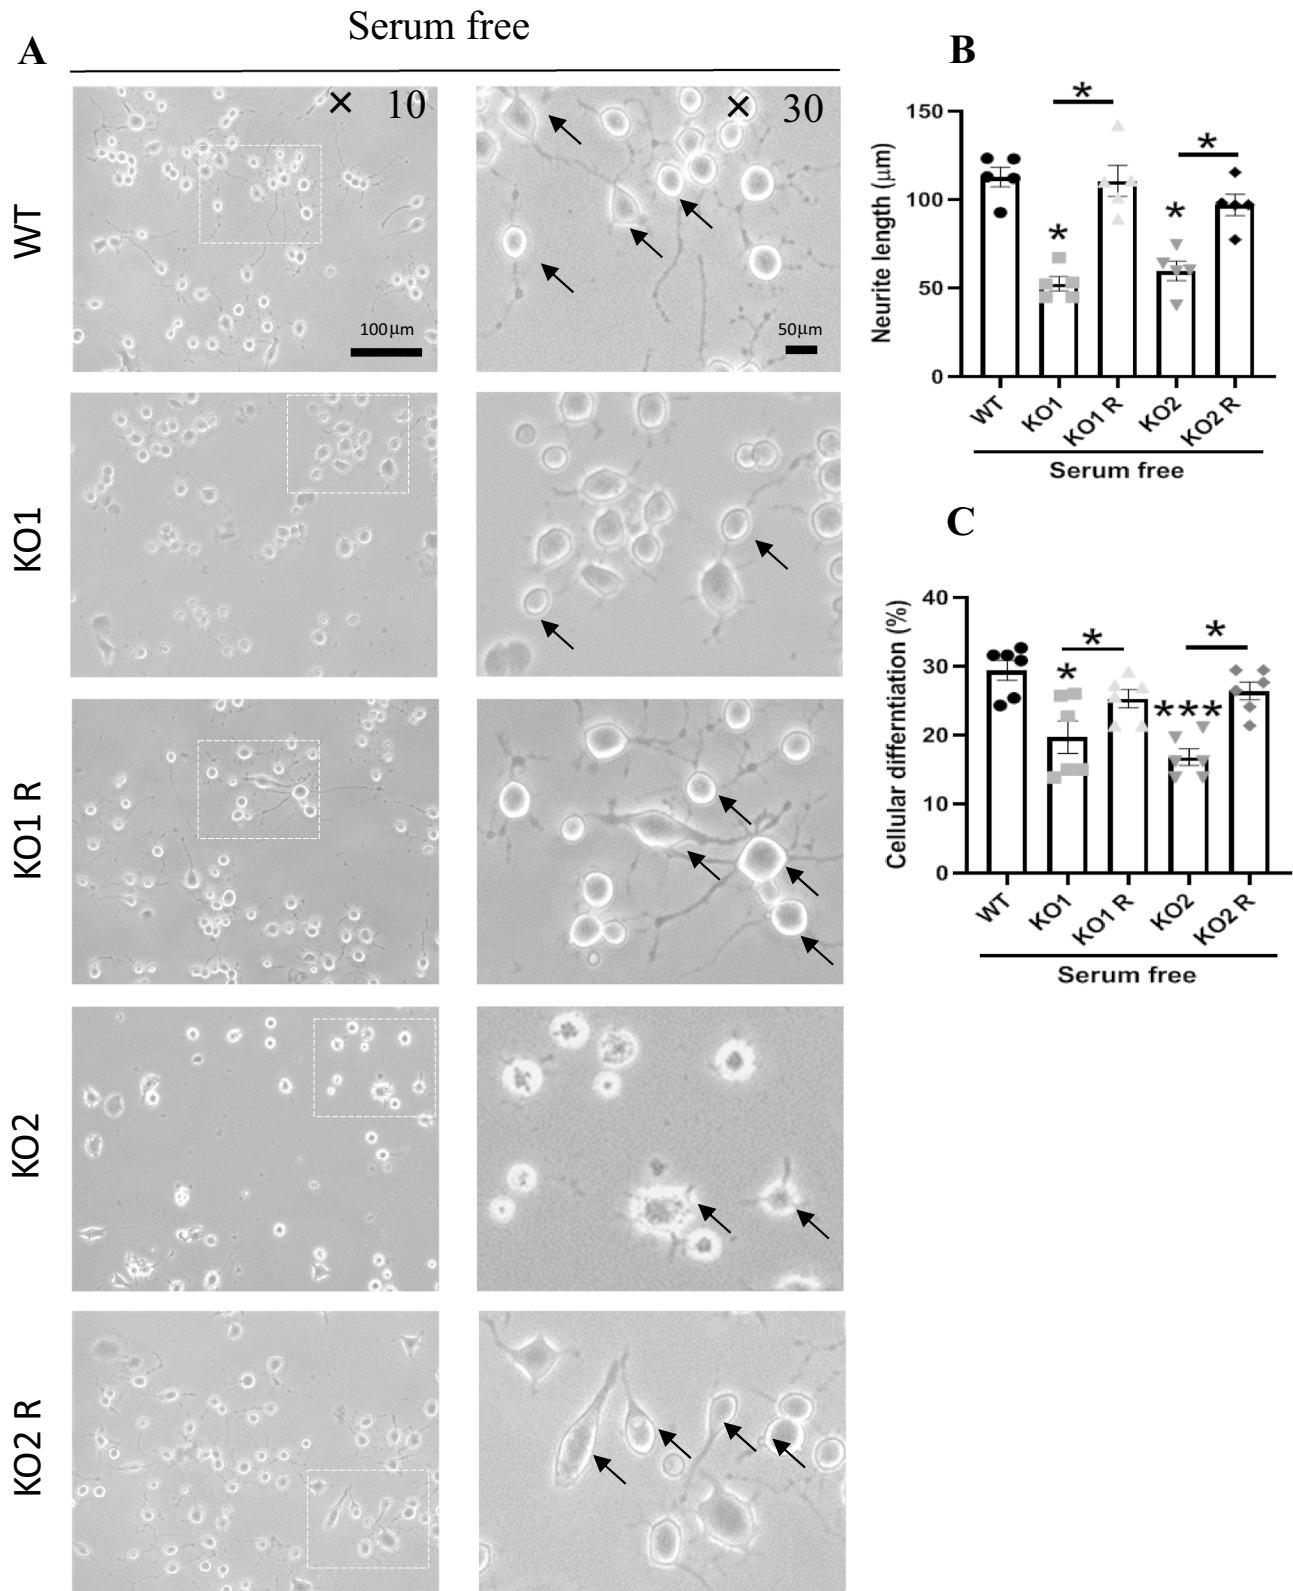 Serum free
A
WT
× 10
100μm
× 30
50μm
KO1
KO1 R
KO2
KO2 R
B
Neurite length (μm)
150
100
50
0
*
*
*
*
WT
KO1
KO1 R
KO2
KO2 R
Serum free
C
Cellular differntiation (%)
40
30
20
10
0
*
*
***
*
WT
KO1
KO1 R
KO2
KO2 R
Serum free